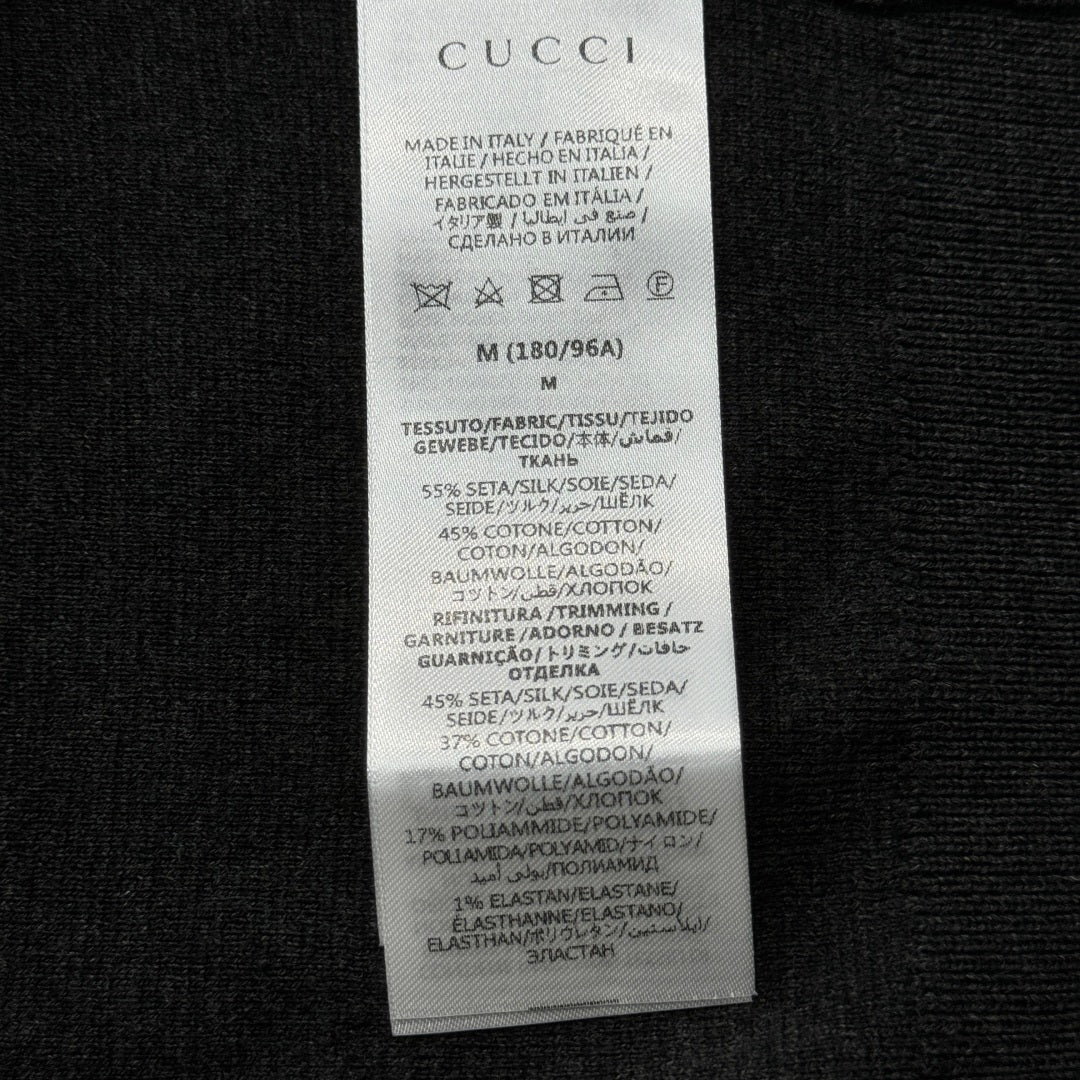 CUCCI
MADE IN ITALY / FABRIQUÉ EN
ITALIE / HECHO EN ITALIA /
HERGESTELLT IN ITALIEN /
FABRICADO EM ITÁLIA /
イタリア製 / صنع في ايطاليا /
СДЕЛАНО В ИТАЛИИ
F
M (180/96A)
M
TESSUTO/FABRIC/TISSU/TEJIDO
GEWEBE/TECIDO/本体/قماش/
ТКАНЬ
55% SETA/SILK/SOIE/SEDA/
SEIDE/ツルク/حرير/ШЁЛК
45% COTONE/COTTON/
COTON/ALGODON/
BAUMWOLLE/ALGODÃO/
コットン/قطن/ХЛОПОК
RIFINITURA /TRIMMING /
GARNITURE /ADORNO / BESATZ
GUARNIÇÃO/トリミング/حافات/
ОТДЕЛКА
45% SETA/SILK/SOIE/SEDA/
SEIDE/ツルク/حرير/ШЁЛК
37% COTONE/COTTON/
COTON/ALGODON/
BAUMWOLLE/ALGODÃO/
コットン/قطن/ХЛОПОК
17% POLIAMMIDE/POLYAMIDE/
POLIAMIDA/POLYAMID/ナイロン/
بولي أميد/ПОЛИАМИД
1% ELASTAN/ELASTANE/
ÉLASTHANNE/ELASTANO/
ELASTHAN/ポリウレタン/إيلاستين/
ЭЛАСТАН